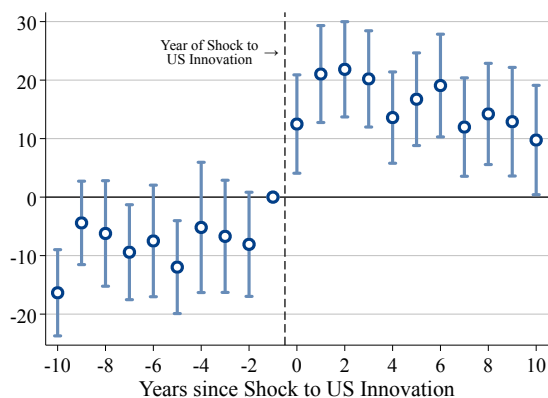 30
20
10
0
-10
-20
Year of Shock to →
US Innovation
-10 -8 -6 -4 -2 0 2 4 6 8 10
Years since Shock to US Innovation